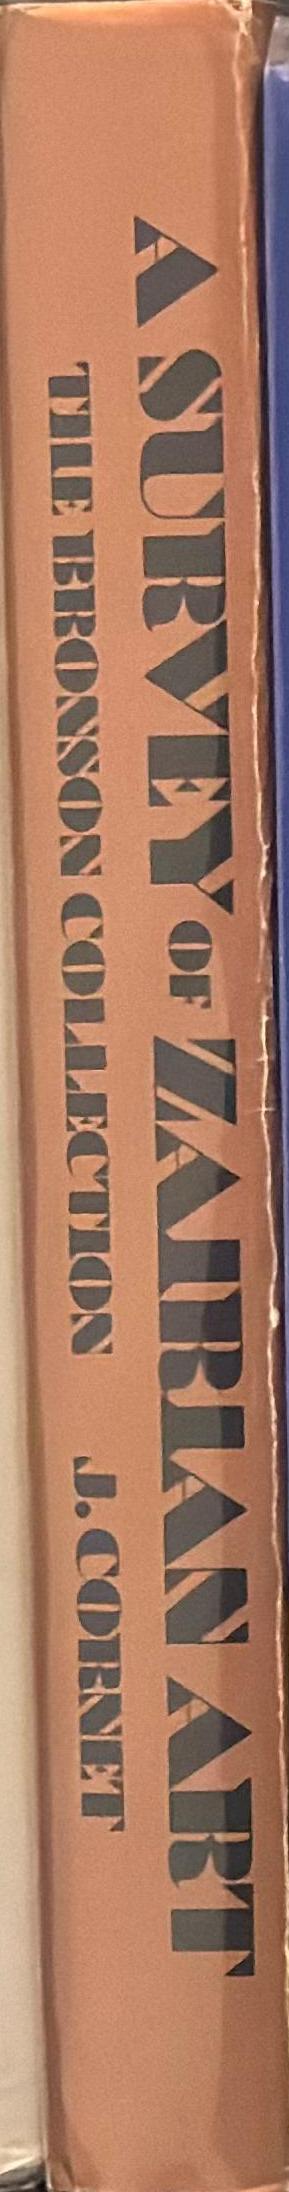 A SURVEY OF ZAIRIAN ART
THE BRONSON COLLECTION J. CORNET